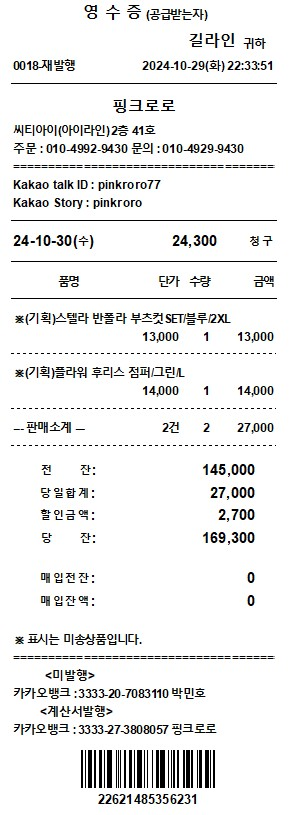 영 수 증 (공급받는자)
킬라인 귀하
0018-재발행 2024-10-29(화) 22:33:51
핑크로로
씨티아이(아이라인) 2층 41호
주문 : 010-4992-9430 문의 : 010-4929-9430
Kakao talk ID : pinkroro77
Kakao Story : pinkroro
24-10-30(수) 24,300 청구
품명 단가 수량 금액
※(기획)스텔라 반폴라 부츠컷SET/블루/2XL
13,000 1 13,000
※(기획)플라워 후리스 점퍼/그린/L
14,000 1 14,000
--- 판매소계 --- 2건 2 27,000
전 잔: 145,000
당일합계: 27,000
할인금액: 2,700
당 잔: 169,300
매입전잔: 0
매입잔액: 0
※ 표시는 미송상품입니다.
<미발행>
카카오뱅크 : 3333-20-7083110 박민호
<계산서발행>
카카오뱅크 : 3333-27-3808057 핑크로로
22621485356231